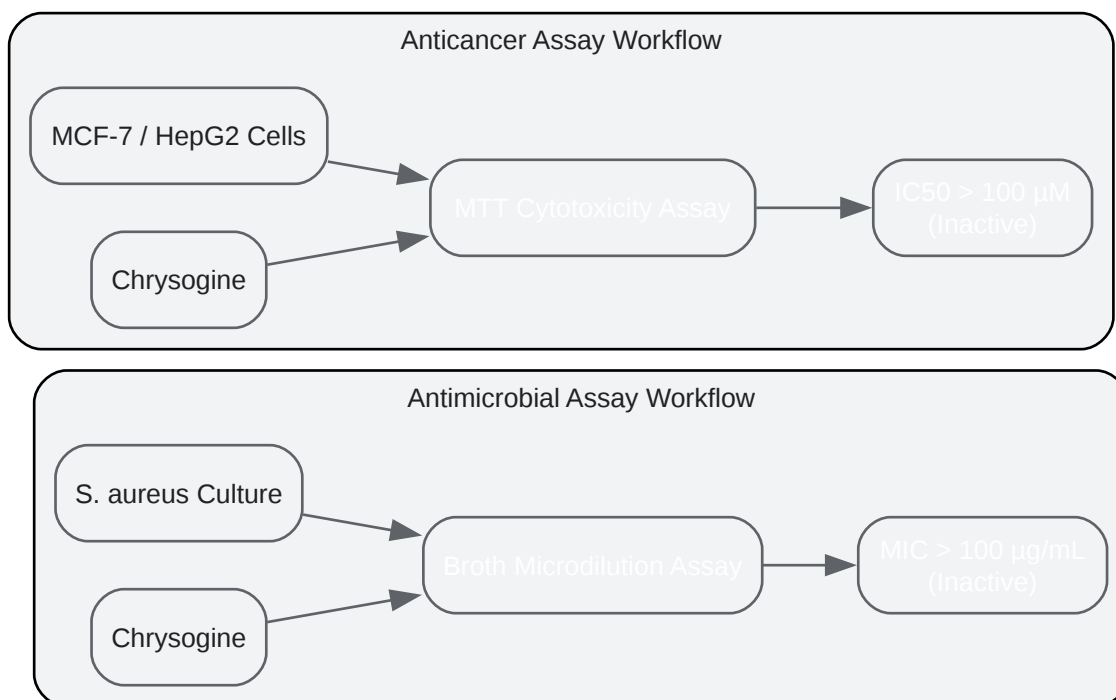 Anticancer Assay Workflow
MCF-7 / HepG2 Cells
MTT Cytotoxicity Assay
IC50 > 100 µM
(Inactive)
Chrysogine
Antimicrobial Assay Workflow
S. aureus Culture
Broth Microdilution Assay
MIC > 100 µg/mL
(Inactive)
Chrysogine